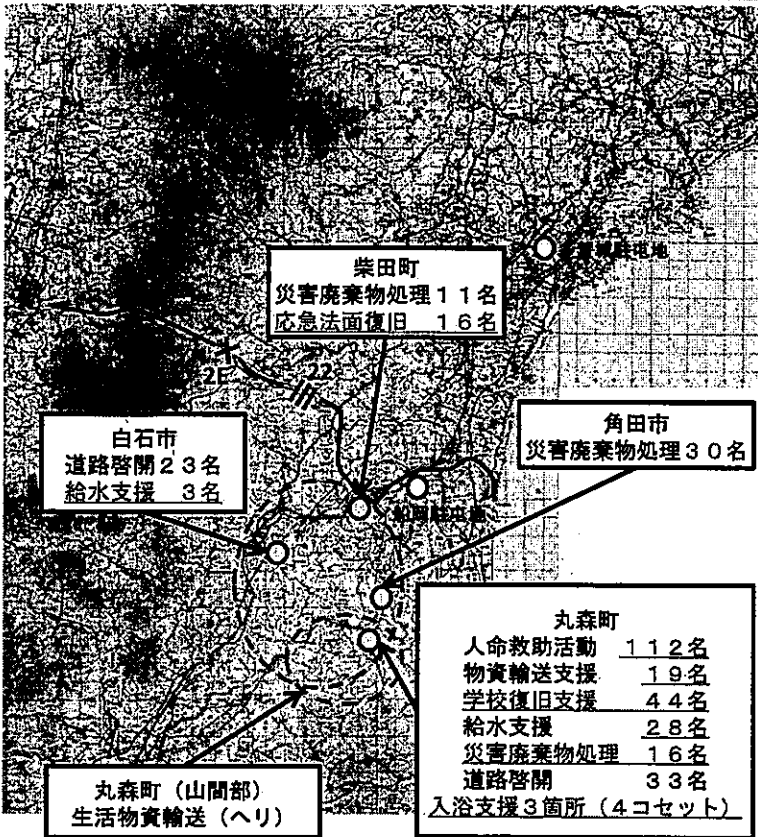 柴田町
災害廃棄物処理１１名
応急法面復旧　１６名
2E
22
白石市
道路啓開２３名
給水支援　３名
角田市
災害廃棄物処理３０名
丸森町
人命救助活動　１１２名
物資輸送支援　１９名
学校復旧支援　４４名
給水支援　２８名
災害廃棄物処理　１６名
道路啓開　３３名
入浴支援３箇所（４コセット）
丸森町（山間部）
生活物資輸送（ヘリ）